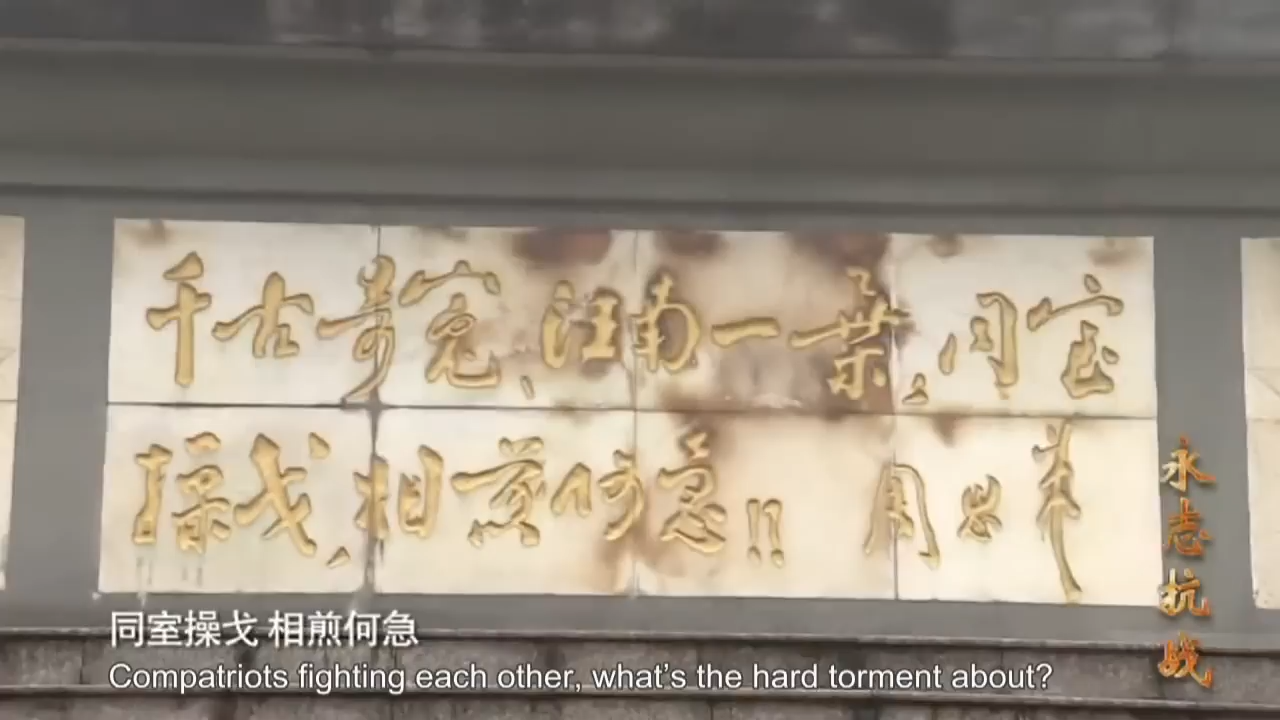 千古奇冤、江南一葉、同室
操戈、相煎何急!! 周恩来
同室操戈 相煎何急
Compatriots fighting each other, what's the hard torment about?
永志抗战